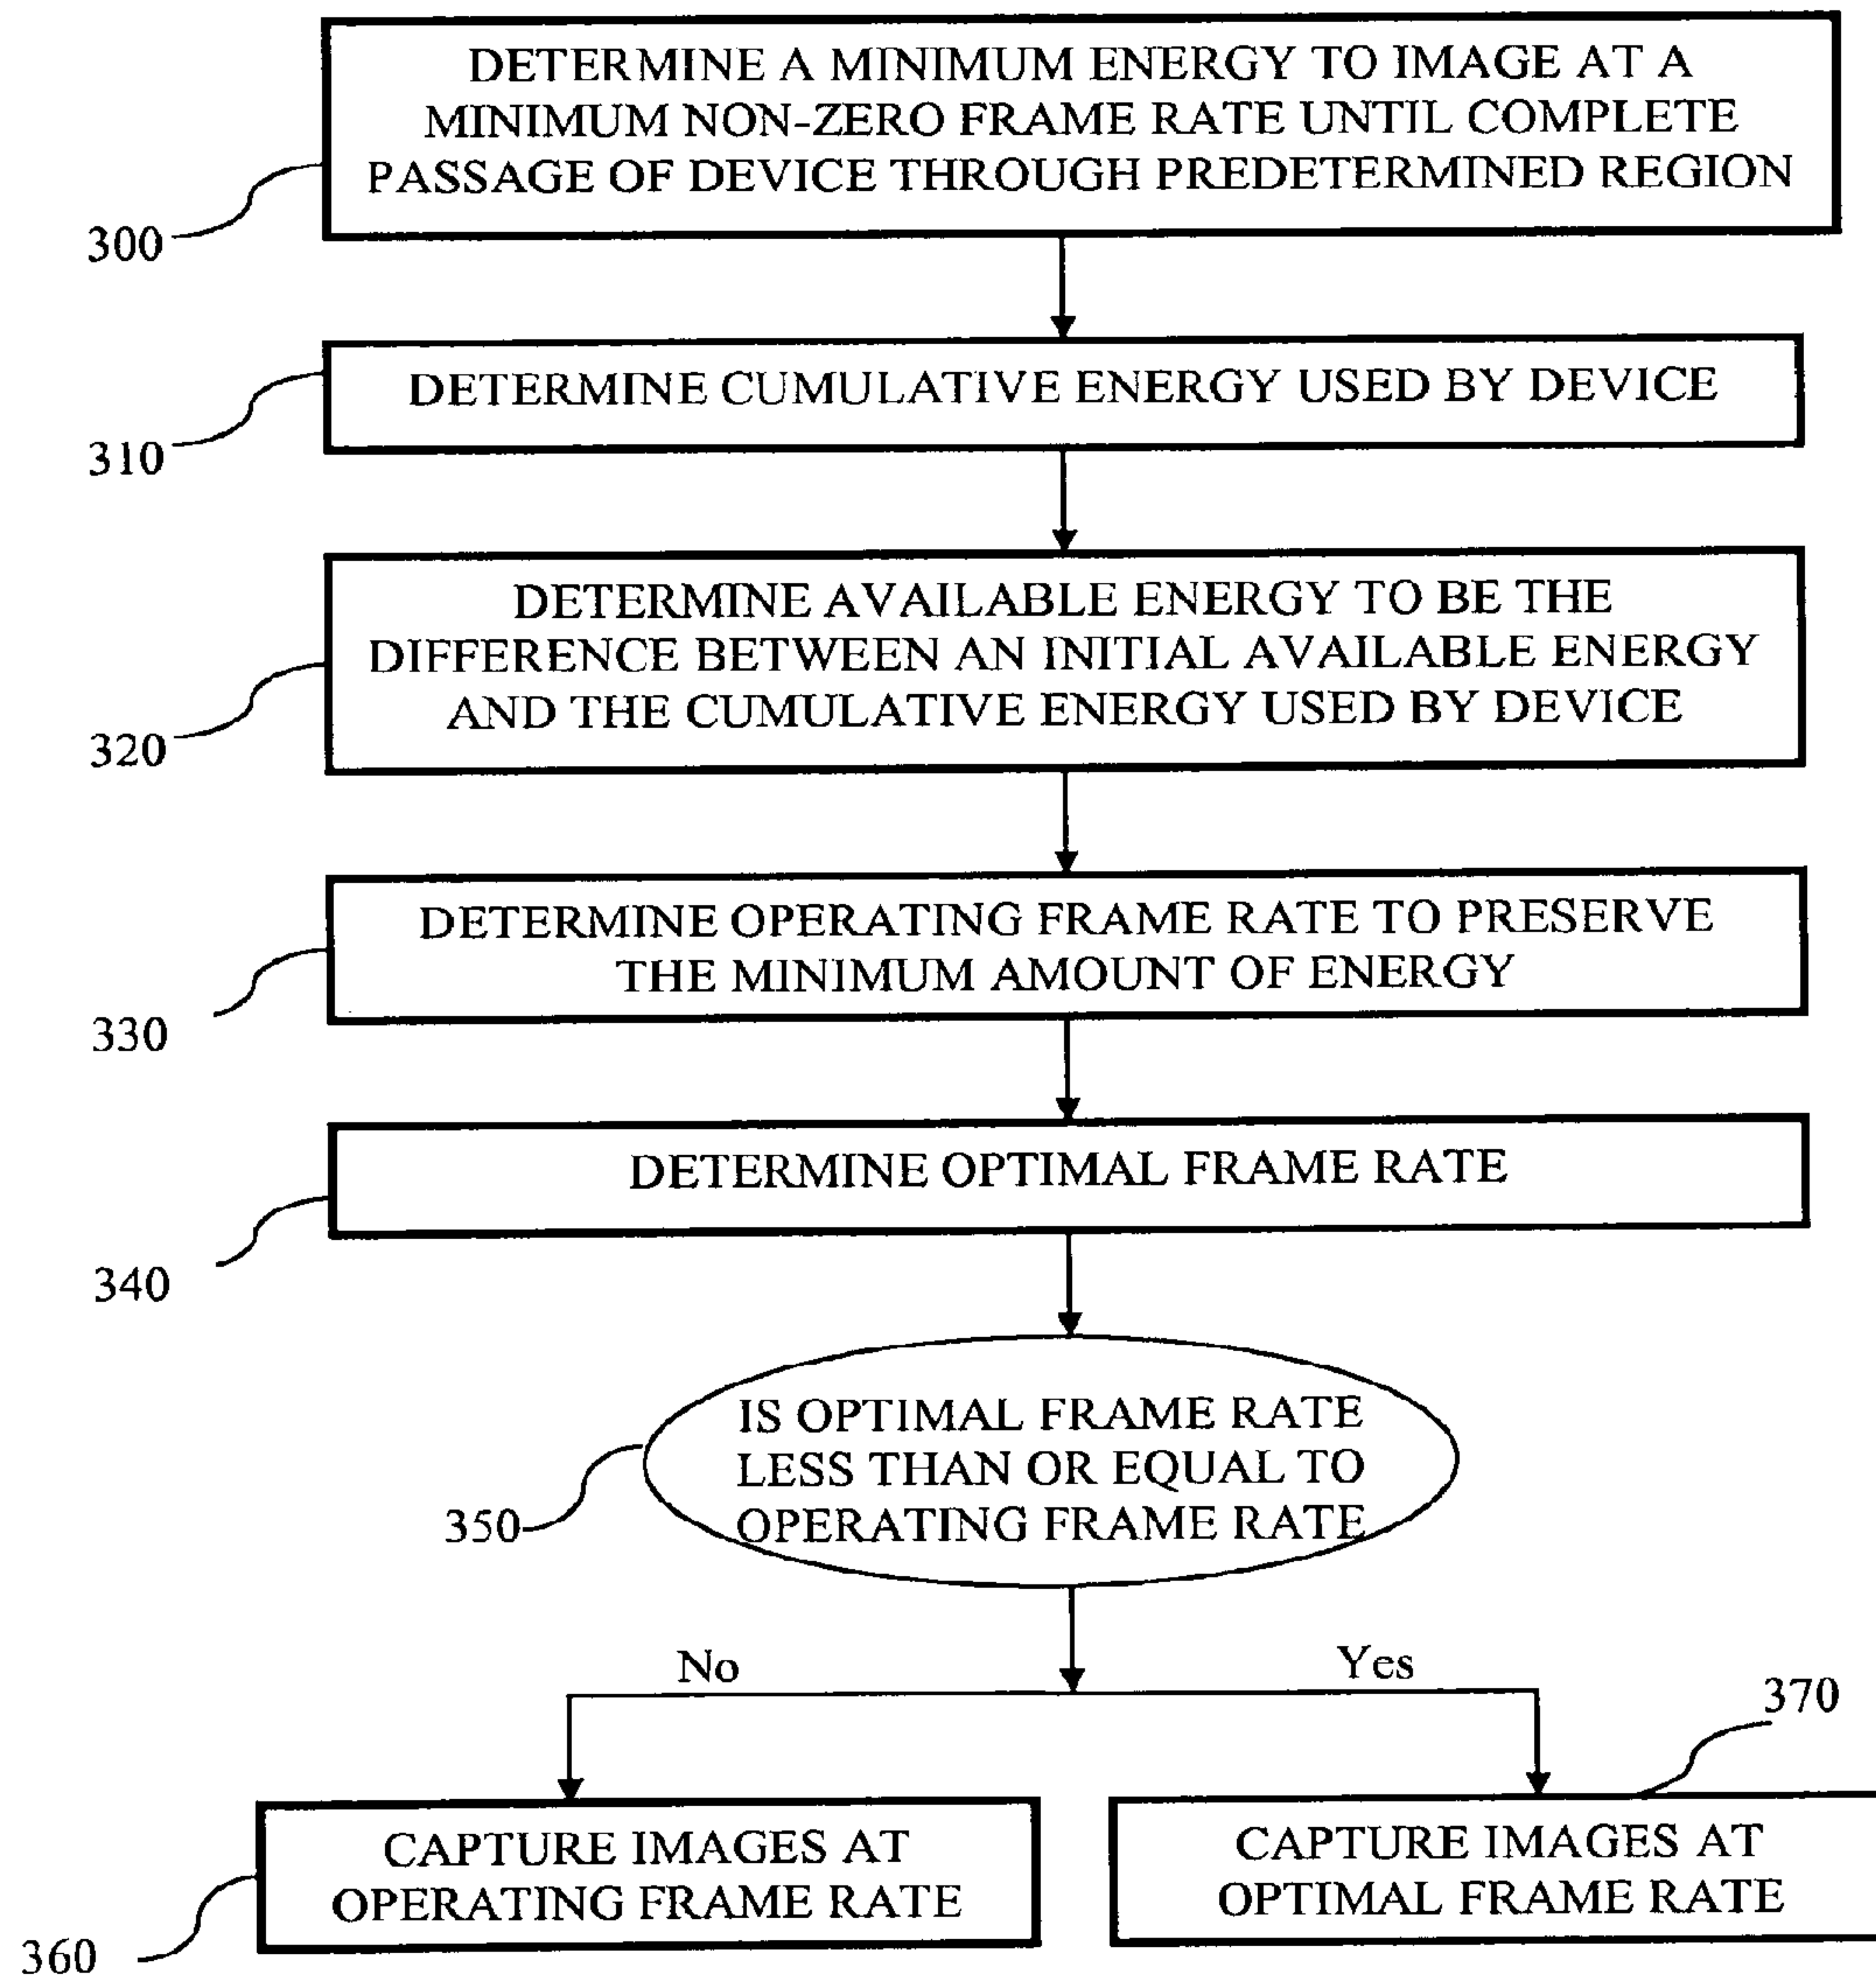 DETERMINE A MINIMUM ENERGY TO IMAGE AT A
MINIMUM NON-ZERO FRAME RATE UNTIL COMPLETE
PASSAGE OF DEVICE THROUGH PREDETERMINED REGION
300
DETERMINE CUMULATIVE ENERGY USED BY DEVICE
310
DETERMINE AVAILABLE ENERGY TO BE THE
DIFFERENCE BETWEEN AN INITIAL AVAILABLE ENERGY
AND THE CUMULATIVE ENERGY USED BY DEVICE
320
DETERMINE OPERATING FRAME RATE TO PRESERVE
THE MINIMUM AMOUNT OF ENERGY
330
DETERMINE OPTIMAL FRAME RATE
340
IS OPTIMAL FRAME RATE
LESS THAN OR EQUAL TO
OPERATING FRAME RATE
350
No
Yes
370
CAPTURE IMAGES AT
OPERATING FRAME RATE
360
CAPTURE IMAGES AT
OPTIMAL FRAME RATE